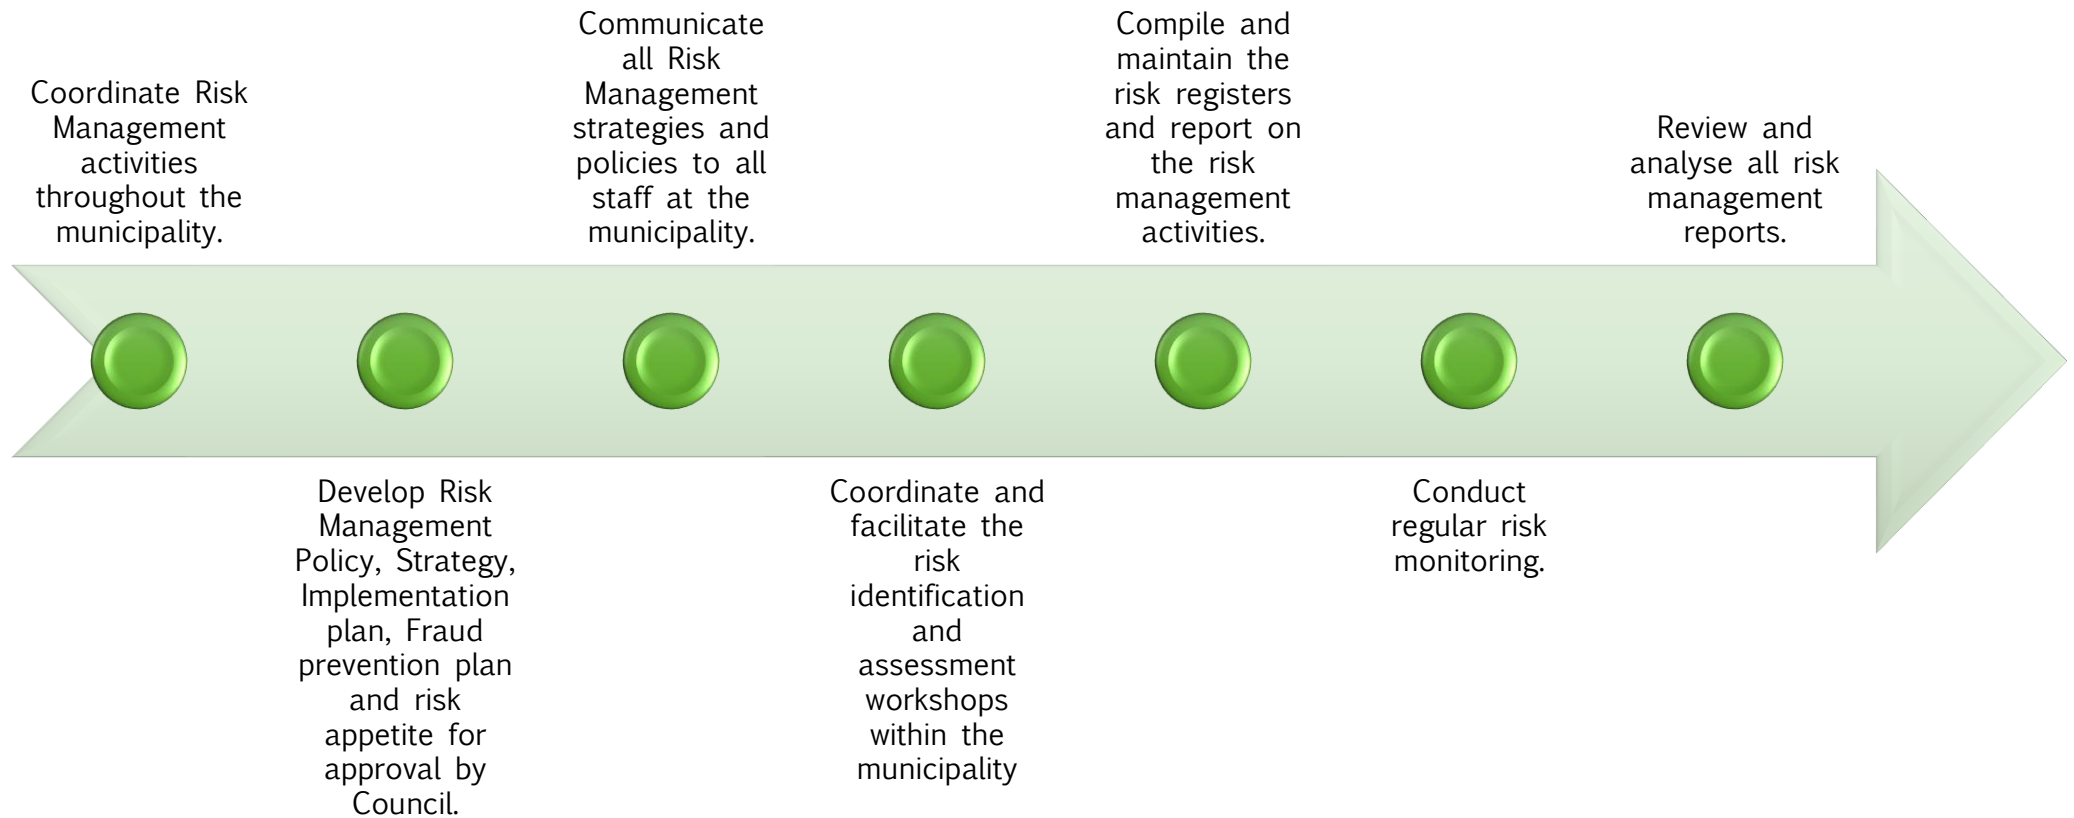 Coordinate Risk
Management
activities
throughout the
municipality.
Develop Risk
Management
Policy, Strategy,
Implementation
plan, Fraud
prevention plan
and risk
appetite for
approval by
Council.
Communicate
all Risk
Management
strategies and
policies to all
staff at the
municipality.
Coordinate and
facilitate the
risk
identification
and
assessment
workshops
within the
municipality
Compile and
maintain the
risk registers
and report on
the risk
management
activities.
Conduct
regular risk
monitoring.
Review and
analyse all risk
management
reports.